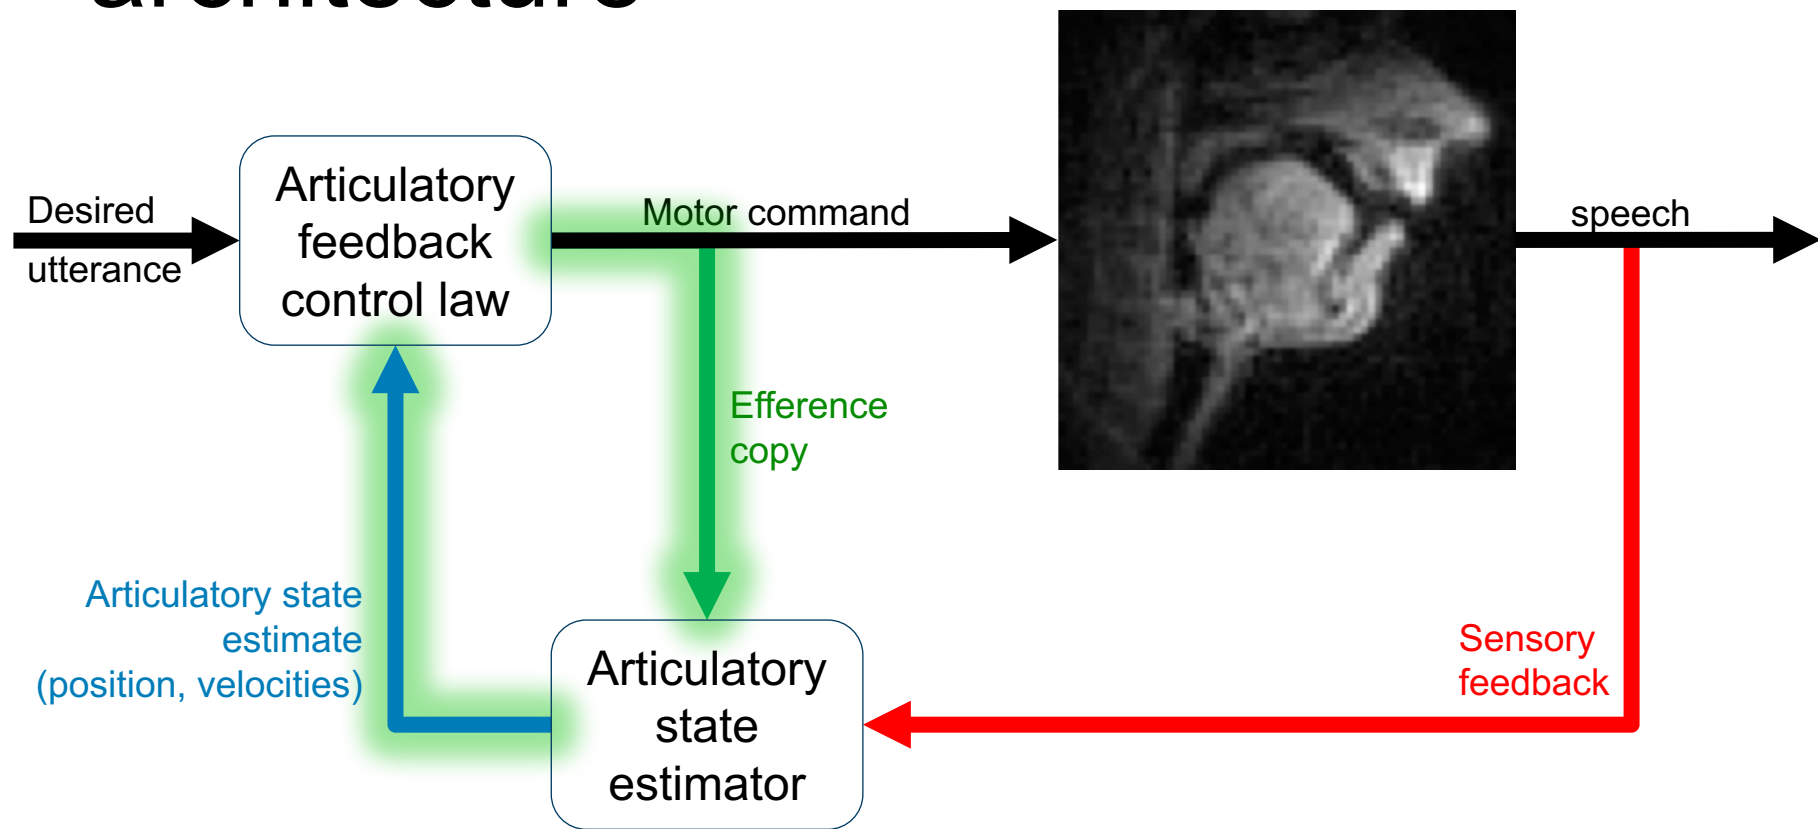 architecture
Desired
utterance
Articulatory
feedback
control law
Motor command
speech
Efference
copy
Articulatory state
estimate
(position, velocities)
Articulatory
state
estimator
Sensory
feedback